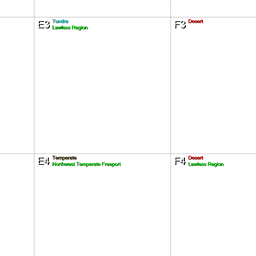 E3 Tundra
Lawless Region
F3 Desert
E4 Temperate
Northwest Temperate Freeport
F4 Desert
Lawless Region